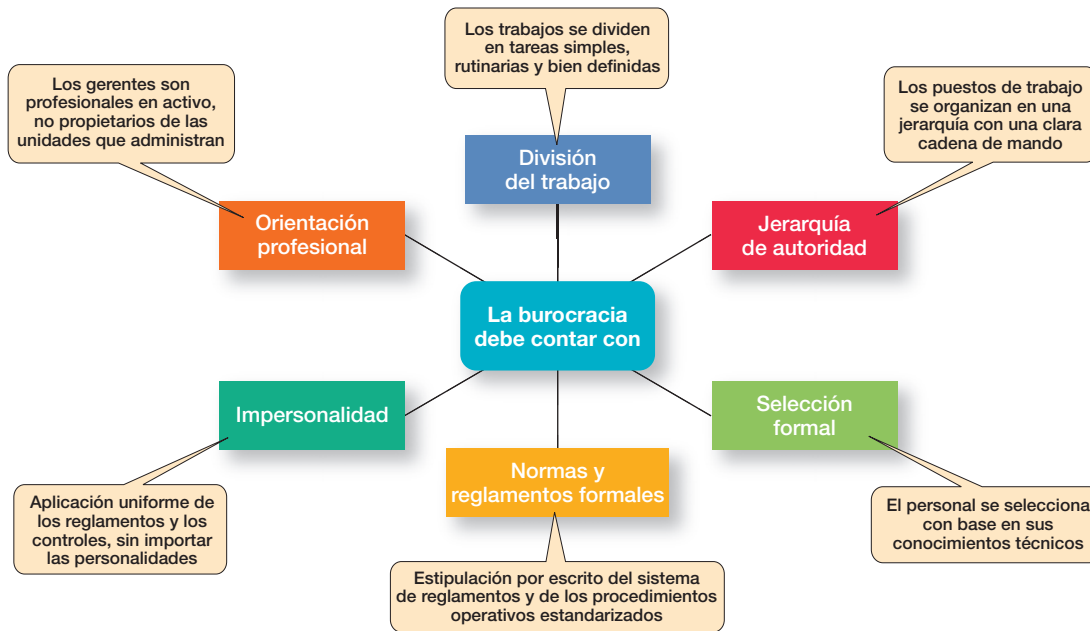 Los trabajos se dividen
en tareas simples,
rutinarias y bien definidas
Los gerentes son
profesionales en activo,
no propietarios de las
unidades que administran
Los puestos de trabajo
se organizan en una
jerarquía con una clara
cadena de mando
División
del trabajo
Orientación
profesional
Jerarquía
de autoridad
La burocracia
debe contar con
Impersonalidad
Selección
formal
Normas y
reglamentos formales
Aplicación uniforme de
los reglamentos y los
controles, sin importar
las personalidades
El personal se selecciona
con base en sus
conocimientos técnicos
Estipulación por escrito del sistema
de reglamentos y de los procedimientos
operativos estandarizados